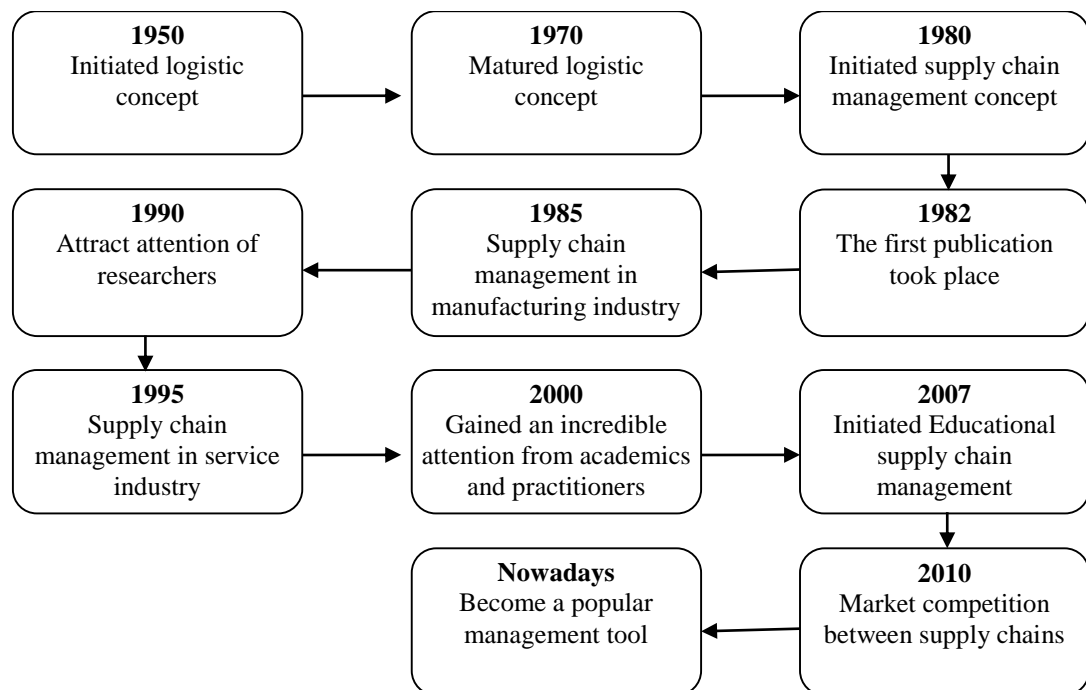 1950
Initiated logistic
concept
1970
Matured logistic
concept
1980
Initiated supply chain
management concept
1982
The first publication
took place
1985
Supply chain
management in
manufacturing industry
1990
Attract attention of
researchers
1995
Supply chain
management in service
industry
2000
Gained an incredible
attention from academics
and practitioners
2007
Initiated Educational
supply chain
management
2010
Market competition
between supply chains
Nowadays
Become a popular
management tool